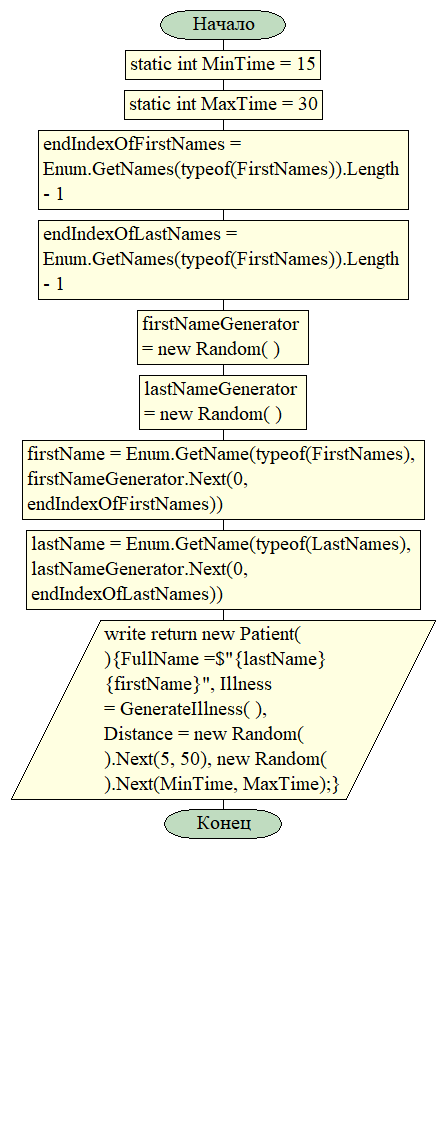 Начало
static int MinTime = 15
static int MaxTime = 30
endIndexOfFirstNames =
Enum.GetNames(typeof(FirstNames)).Length
- 1
endIndexOfLastNames =
Enum.GetNames(typeof(FirstNames)).Length
- 1
firstNameGenerator
= new Random( )
lastNameGenerator
= new Random( )
firstName = Enum.GetName(typeof(FirstNames),
firstNameGenerator.Next(0,
endIndexOfFirstNames))
lastName = Enum.GetName(typeof(LastNames),
lastNameGenerator.Next(0,
endIndexOfLastNames))
write return new Patient(
){FullName =$"{lastName}
{firstName}", Illness
= GenerateIllness( ),
Distance = new Random(
).Next(5, 50), new Random(
).Next(MinTime, MaxTime);}
Конец